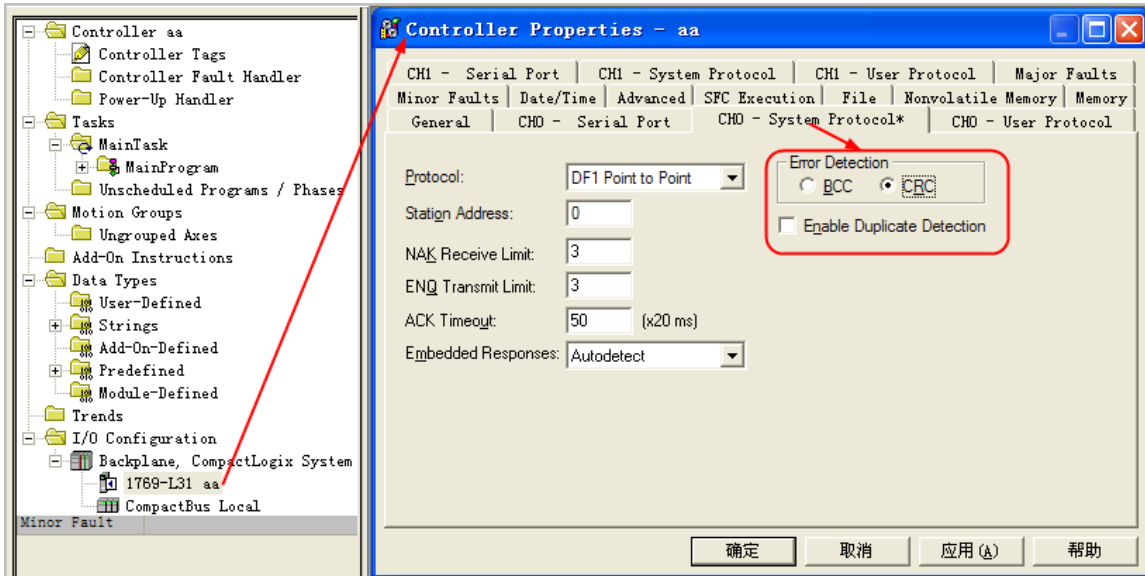 Controller aa
Controller Tags
Controller Fault Handler
Power-Up Handler
Tasks
MainTask
MainProgram
Unscheduled Programs / Phases
Motion Groups
Ungrouped Axes
Add-On Instructions
Data Types
User-Defined
Strings
Add-On-Defined
Predefined
Module-Defined
Trends
I/O Configuration
Backplane, CompactLogix System
1769-L31 aa
CompactBus Local
Minor Fault
Controller Properties - aa
CH1 - Serial Port CH1 - System Protocol CH1 - User Protocol Major Faults
Minor Faults Date/Time Advanced SFC Execution File Nonvolatile Memory Memory
General CH0 - Serial Port CH0 - System Protocol* CH0 - User Protocol
Protocol: DF1 Point to Point
Station Address: 0
NAK Receive Limit: 3
ENQ Transmit Limit: 3
ACK Timeout: 50 (x20 ms)
Embedded Responses: Autodetect
Error Detection
BCC CRC
Enable Duplicate Detection
确定 取消 应用(A) 帮助